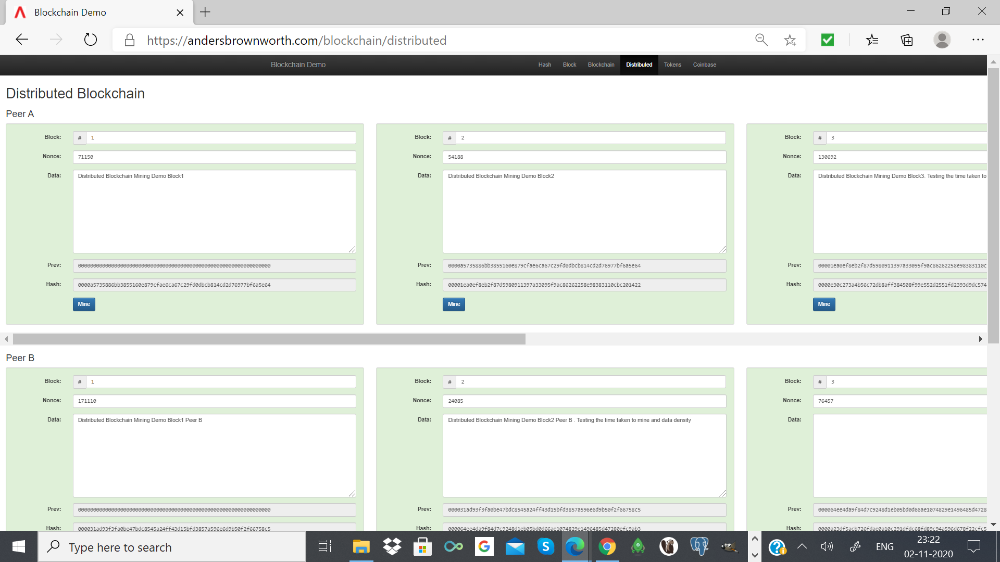 Blockchain Demo
https://andersbrownworth.com/blockchain/distributed
Blockchain Demo Hash Block Blockchain Distributed Tokens Coinbase
Distributed Blockchain
Peer A
Block: # 1 Block: # 2 Block: # 3
Nonce: 71150 Nonce: 54188 Nonce: 130692
Data: Distributed Blockchain Mining Demo Block1 Data: Distributed Blockchain Mining Demo Block2 Data: Distributed Blockchain Mining Demo Block3. Testing the time taken to
Prev: 0000000000000000000000000000000000000000000000000000000000000000 Prev: 0000a5735886bb3855160e879cfae6ca67c29fd0dbcb814cd2d76977bf6a5e64 Prev: 00001ea0ef8eb2f87d5980911397a33095f9ac86262258e98383110c
Hash: 0000a5735886bb3855160e879cfae6ca67c29fd0dbcb814cd2d76977bf6a5e64 Hash: 00001ea0ef8eb2f87d5980911397a33095f9ac86262258e98383110cbc201422 Hash: 0000e30c273a4b56c72db8aff384508f99e552d2551fd2393d9dc574
Mine Mine Mine
Peer B
Block: # 1 Block: # 2 Block: # 3
Nonce: 171110 Nonce: 24085 Nonce: 76457
Data: Distributed Blockchain Mining Demo Block1 Peer B Data: Distributed Blockchain Mining Demo Block2 Peer B . Testing the time taken to mine and data density Data:
Prev: 0000000000000000000000000000000000000000000000000000000000000000 Prev: 000031ad93f3fa0be47bdc8545a24ff43d15bfd3857a596e6d9b50f2f66758c5 Prev: 000064ee4da9f84d7c9248d1eb05bd0d66ae1074829e1496485d4728
Hash: 000031ad93f3fa0be47bdc8545a24ff43d15bfd3857a596e6d9b50f2f66758c5 Hash: 000064ee4da9f84d7c9248d1eb05bd0d66ae1074829e1496485d47280efc9ab3 Hash: 0000a23df5acb726fdae0a10c291dfdc68fd89c94a596d678f22cfc5
Type here to search
ENG
23:22
02-11-2020